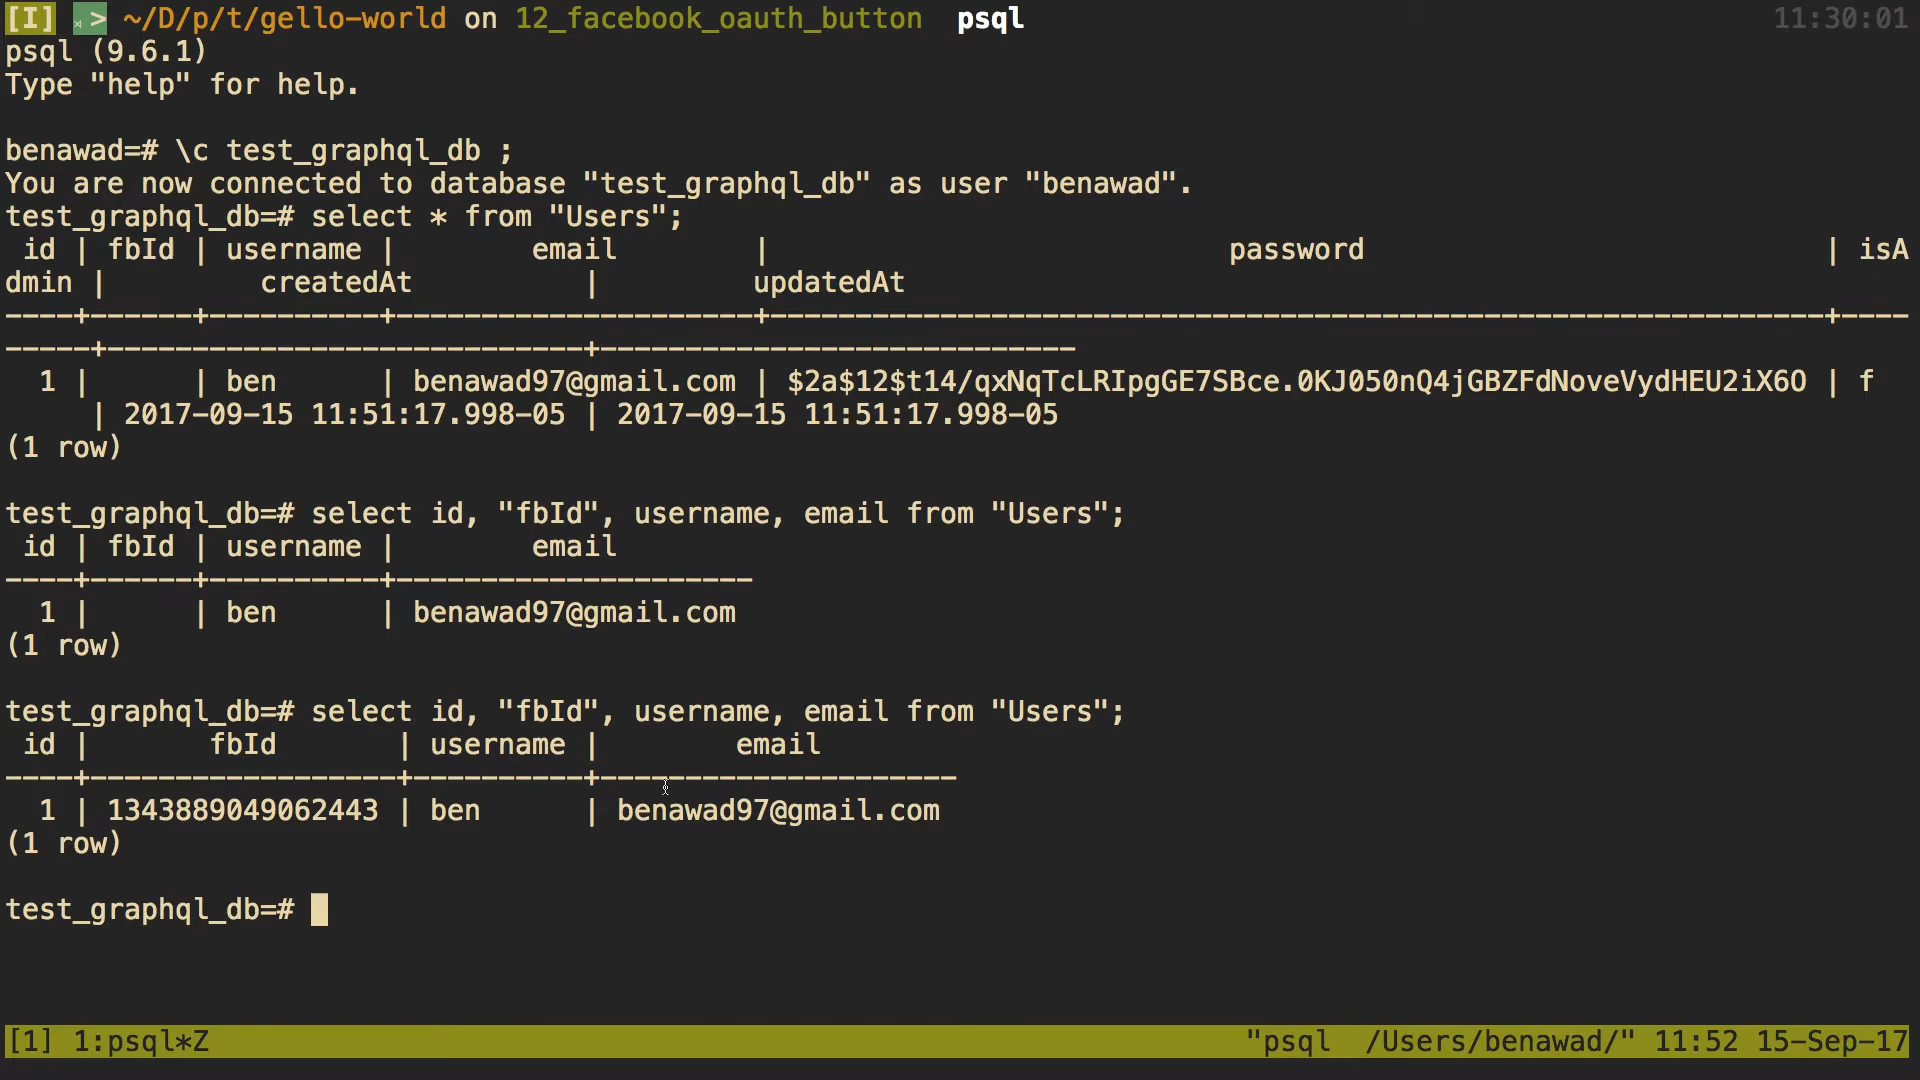 [I] > ~/D/p/t/gello-world on 12_facebook_oauth_button  psql 11:30:01
psql (9.6.1)
Type "help" for help.
benawad=# \c test_graphql_db ;
You are now connected to database "test_graphql_db" as user "benawad".
test_graphql_db=# select * from "Users";
 id | fbId | username |        email        |                           password                           | isA
dmin |         createdAt          |         updatedAt
----+------+----------+---------------------+--------------------------------------------------------------+----
-----+----------------------------+----------------------------
  1 |      | ben      | benawad97@gmail.com | $2a$12$t14/qxNqTcLRIpgGE7SBce.0KJ050nQ4jGBZFdNoveVydHEU2iX6O | f
     | 2017-09-15 11:51:17.998-05 | 2017-09-15 11:51:17.998-05
(1 row)
test_graphql_db=# select id, "fbId", username, email from "Users";
 id | fbId | username |        email
----+------+----------+---------------------
  1 |      | ben      | benawad97@gmail.com
(1 row)
test_graphql_db=# select id, "fbId", username, email from "Users";
 id |       fbId       | username |        email
----+------------------+----------+---------------------
  1 | 1343889049062443 | ben      | benawad97@gmail.com
(1 row)
test_graphql_db=#
[1] 1:psql*Z "psql  /Users/benawad/" 11:52 15-Sep-17